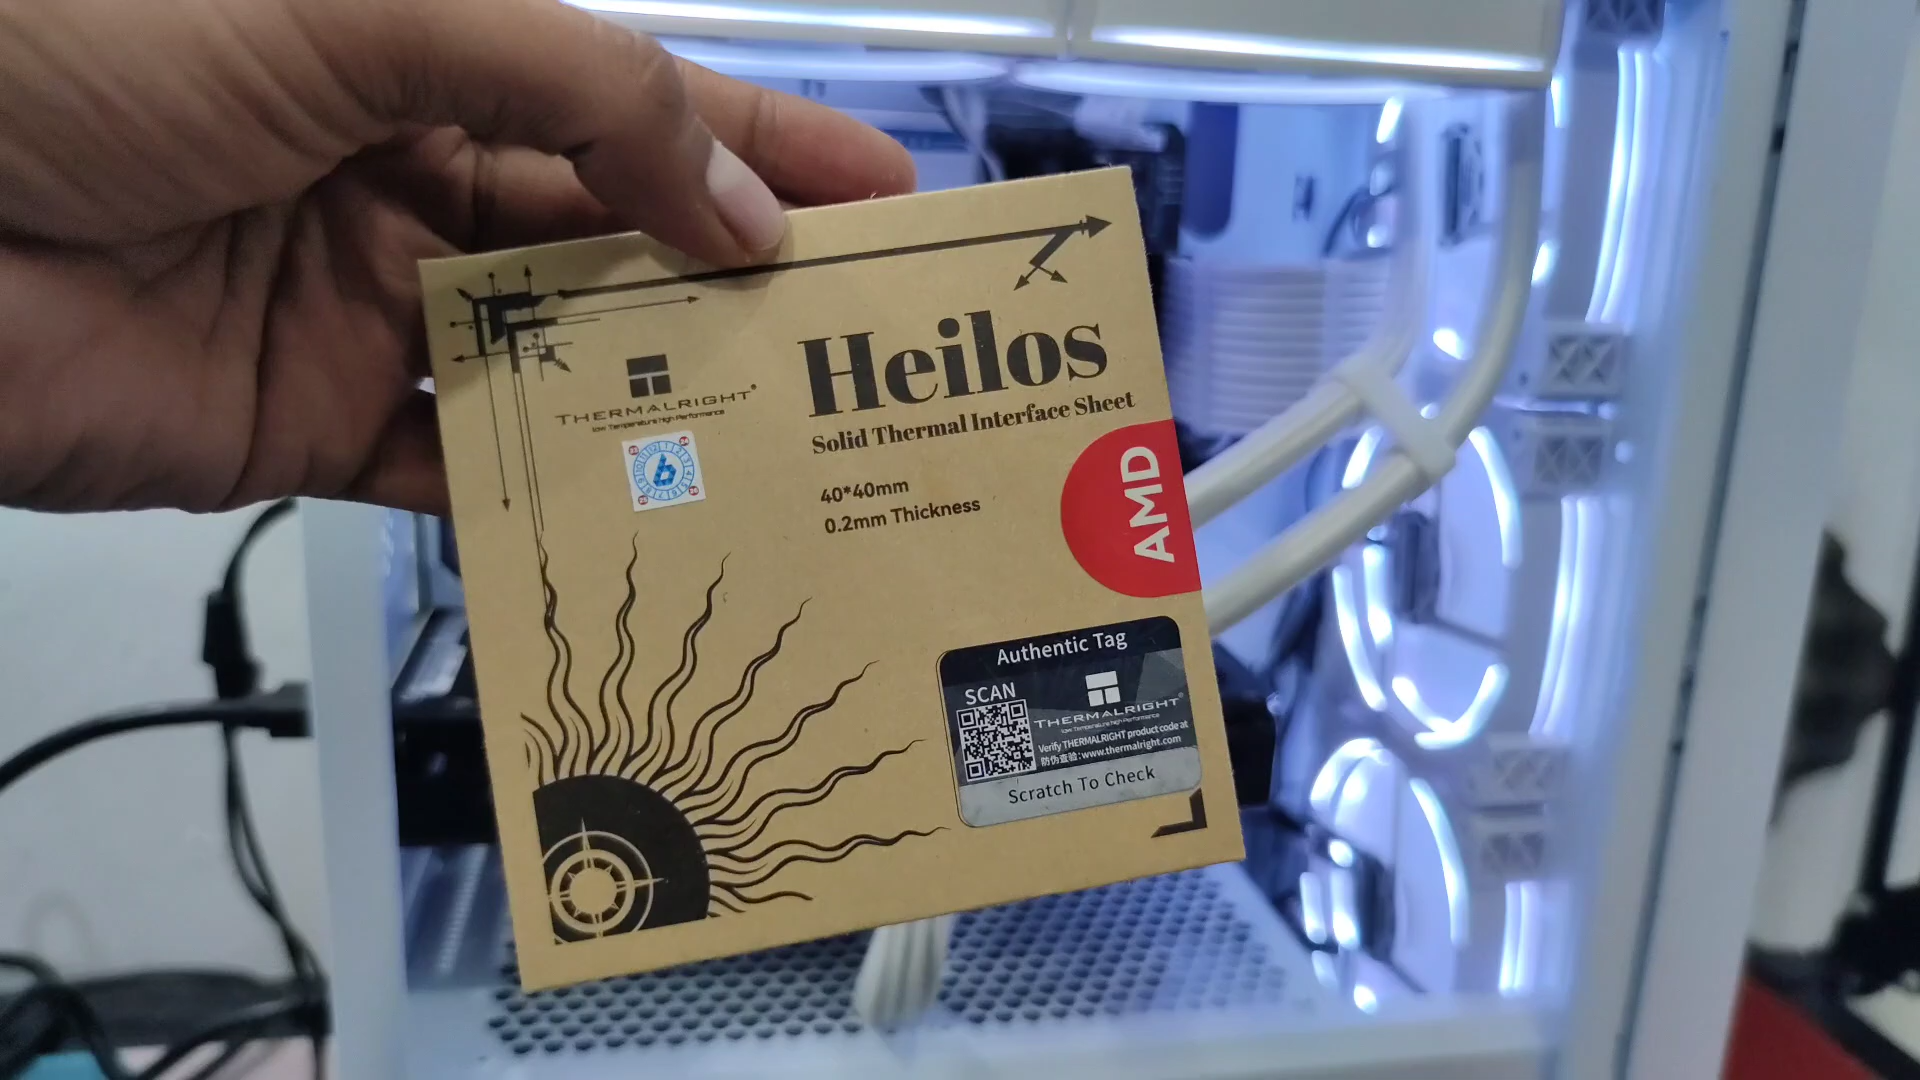 Heilos
Solid Thermal Interface Sheet
THERMALRIGHT®
low Temperature high Performance
40*40mm
0.2mm Thickness
AMD
Authentic Tag
SCAN
THERMALRIGHT®
low Temperature high Performance
Verify THERMALRIGHT product code at
防伪查验:www.thermalright.com
Scratch To Check